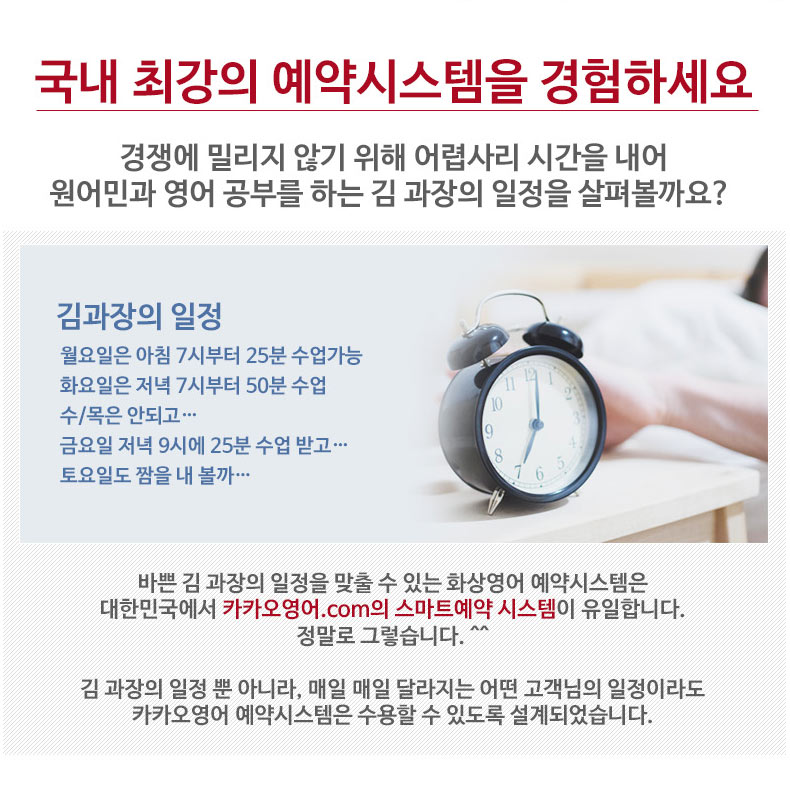 국내 최강의 예약시스템을 경험하세요
경쟁에 밀리지 않기 위해 어렵사리 시간을 내어
원어민과 영어 공부를 하는 김 과장의 일정을 살펴볼까요?
김과장의 일정
월요일은 아침 7시부터 25분 수업가능
화요일은 저녁 7시부터 50분 수업
수/목은 안되고…
금요일 저녁 9시에 25분 수업 받고…
토요일도 짬을 내 볼까…
12
11
1
10
2
9
3
8
4
7
5
6
바쁜 김 과장의 일정을 맞출 수 있는 화상영어 예약시스템은
대한민국에서 카카오영어.com의 스마트예약 시스템이 유일합니다.
정말로 그렇습니다. ^^
김 과장의 일정 뿐 아니라, 매일 매일 달라지는 어떤 고객님의 일정이라도
카카오영어 예약시스템은 수용할 수 있도록 설계되었습니다.